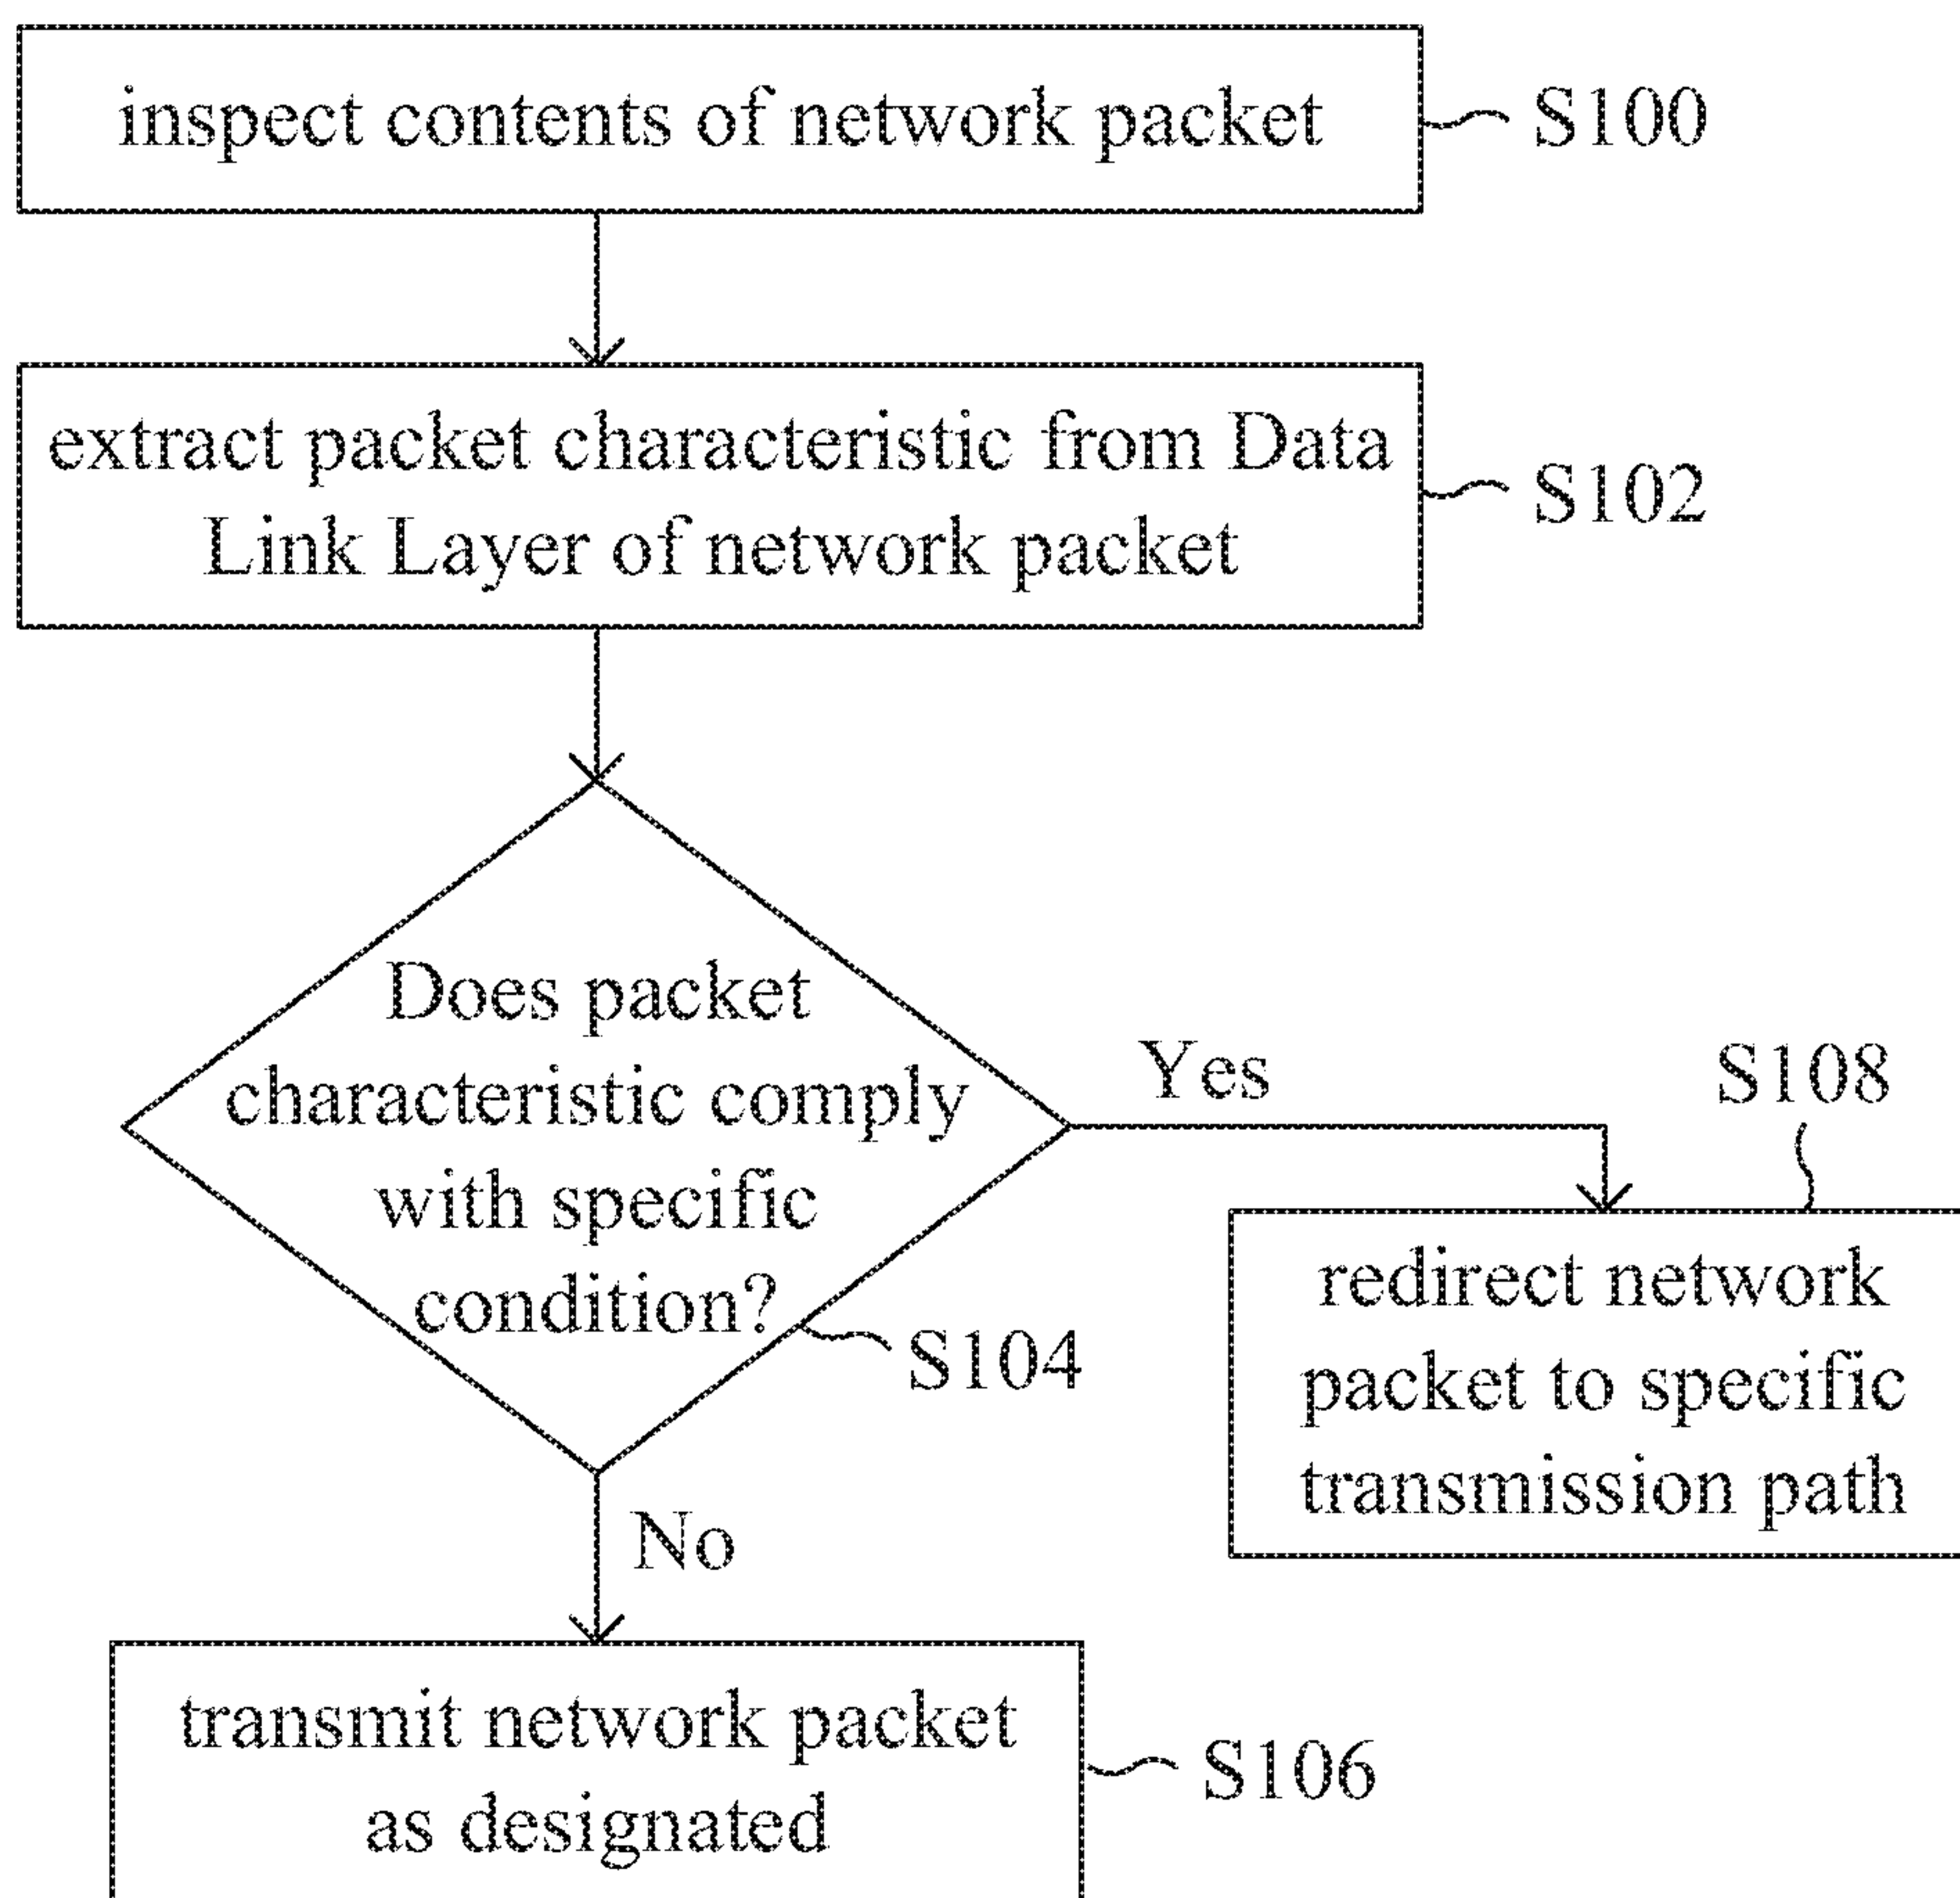 inspect contents of network packet
S100
extract packet characteristic from Data
Link Layer of network packet
S102
Does packet
characteristic comply
with specific
condition?
S104
Yes
S108
redirect network
packet to specific
transmission path
No
transmit network packet
as designated
S106